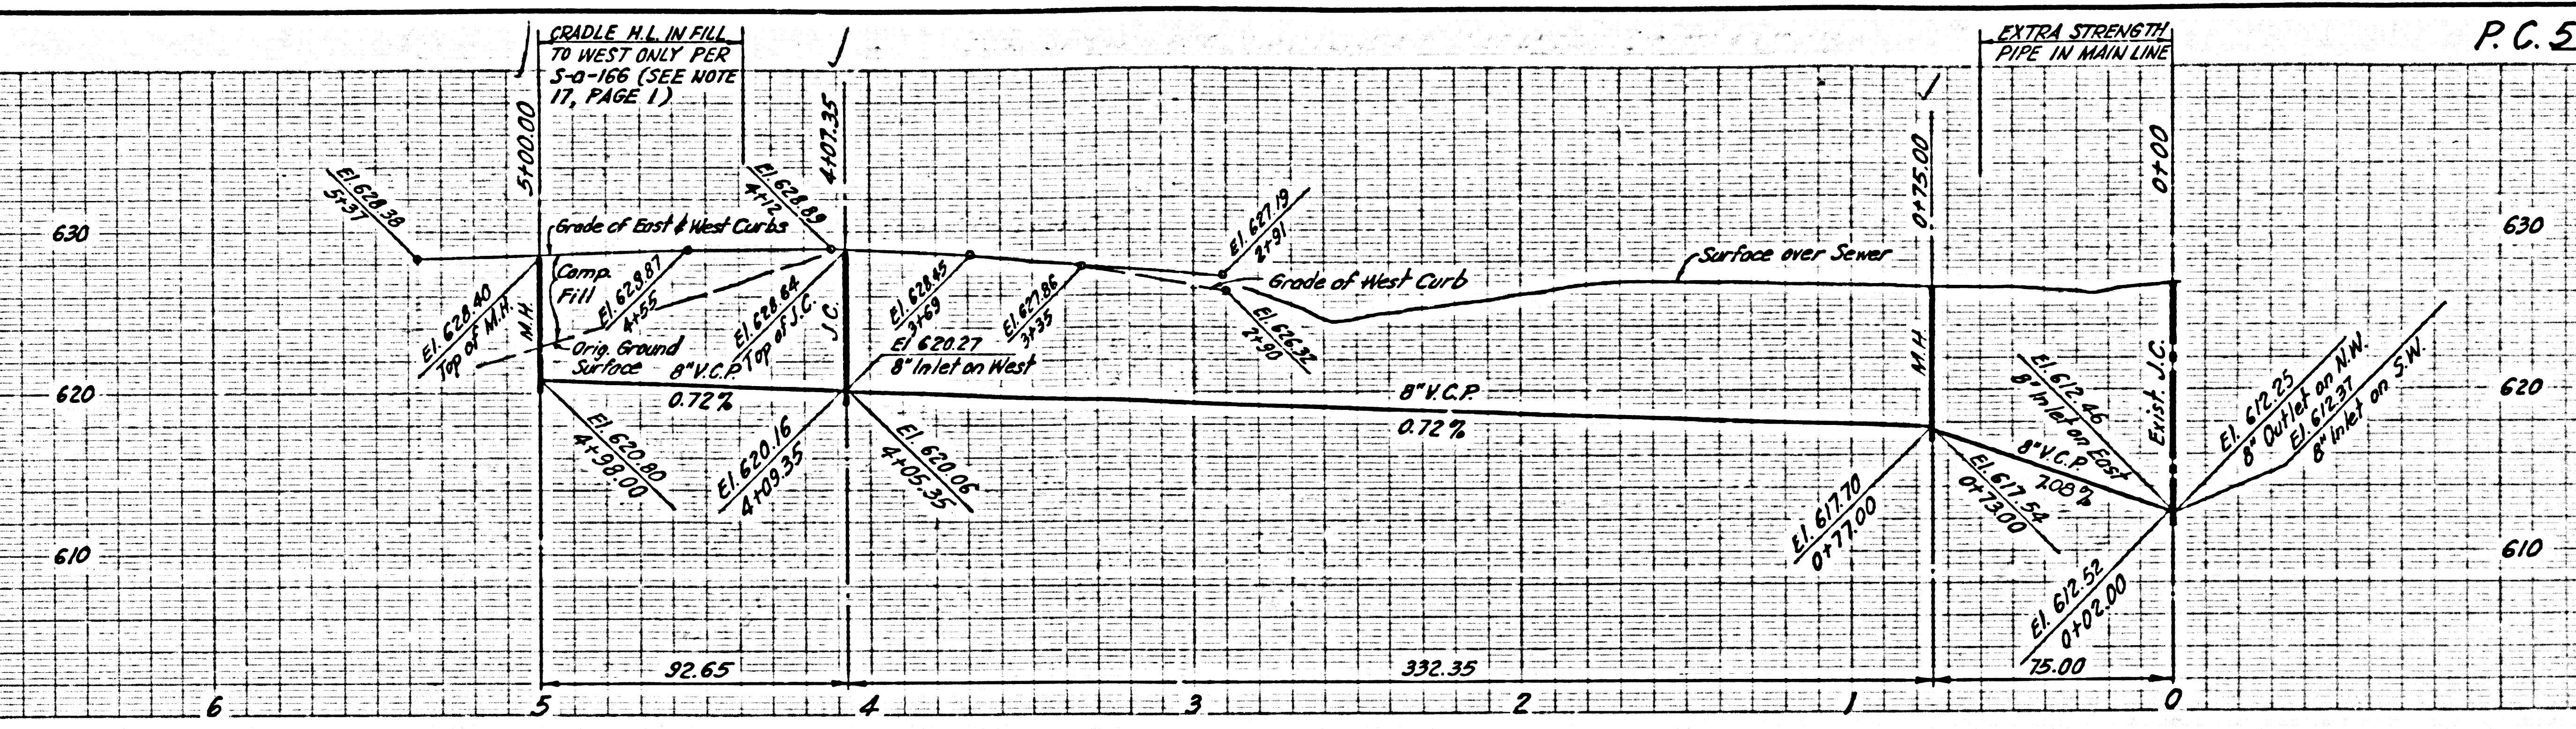 P.C. 5
CRADLE H.L. IN FILL
TO WEST ONLY PER
S-a-166 (SEE NOTE
17, PAGE 1)
EXTRA STRENGTH
PIPE IN MAIN LINE
5+00.00
4+07.35
0+75.00
0+00
630
620
610
El. 628.38
5+37
Grade of East & West Curbs
El. 628.89
4+12
Comp.
Fill
El. 628.40
Top of M.H.
M.H.
El. 628.87
4+55
Orig. Ground
Surface
El. 628.64
Top of J.C.
J.C.
El. 628.45
3+69
El. 627.86
3+35
El. 620.27
8" Inlet on West
El. 627.19
2+91
Grade of West Curb
El. 626.32
2+90
Surface over Sewer
8" V.C.P.
0.72%
8" V.C.P.
0.72%
El. 620.80
4+98.00
El. 620.16
4+09.35
El. 620.06
4+05.35
M.H.
El. 617.70
0+77.00
El. 617.54
0+73.00
8" V.C.P.
7.08%
El. 612.46
8" Inlet on East
Exist. J.C.
El. 612.25
8" Outlet on N.W.
El. 612.37
8" Inlet on S.W.
El. 612.52
0+02.00
630
620
610
92.65
332.35
75.00
6
5
4
3
2
1
0